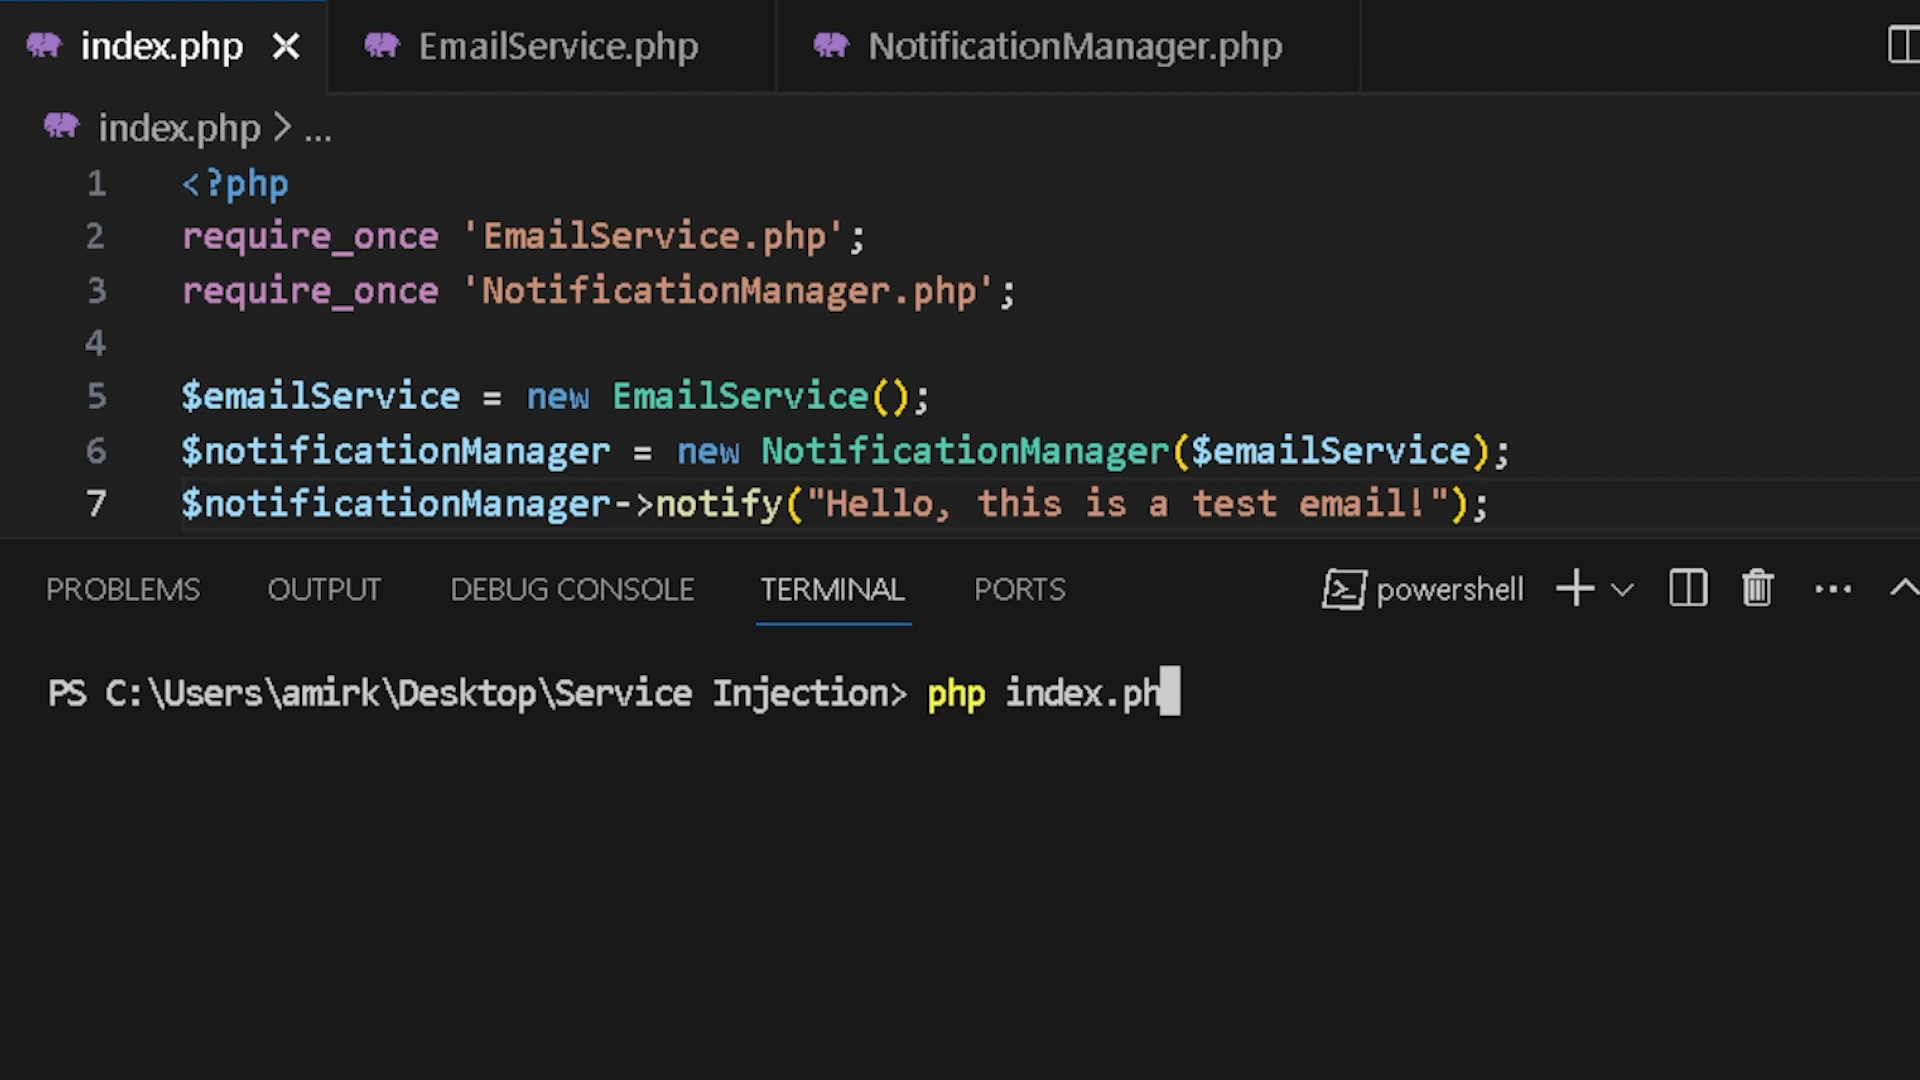 index.php
EmailService.php
NotificationManager.php
index.php > ...
1 <?php
2 require_once 'EmailService.php';
3 require_once 'NotificationManager.php';
4
5 $emailService = new EmailService();
6 $notificationManager = new NotificationManager($emailService);
7 $notificationManager->notify("Hello, this is a test email!");
PROBLEMS OUTPUT DEBUG CONSOLE TERMINAL PORTS powershell
PS C:\Users\amirk\Desktop\Service Injection> php index.ph